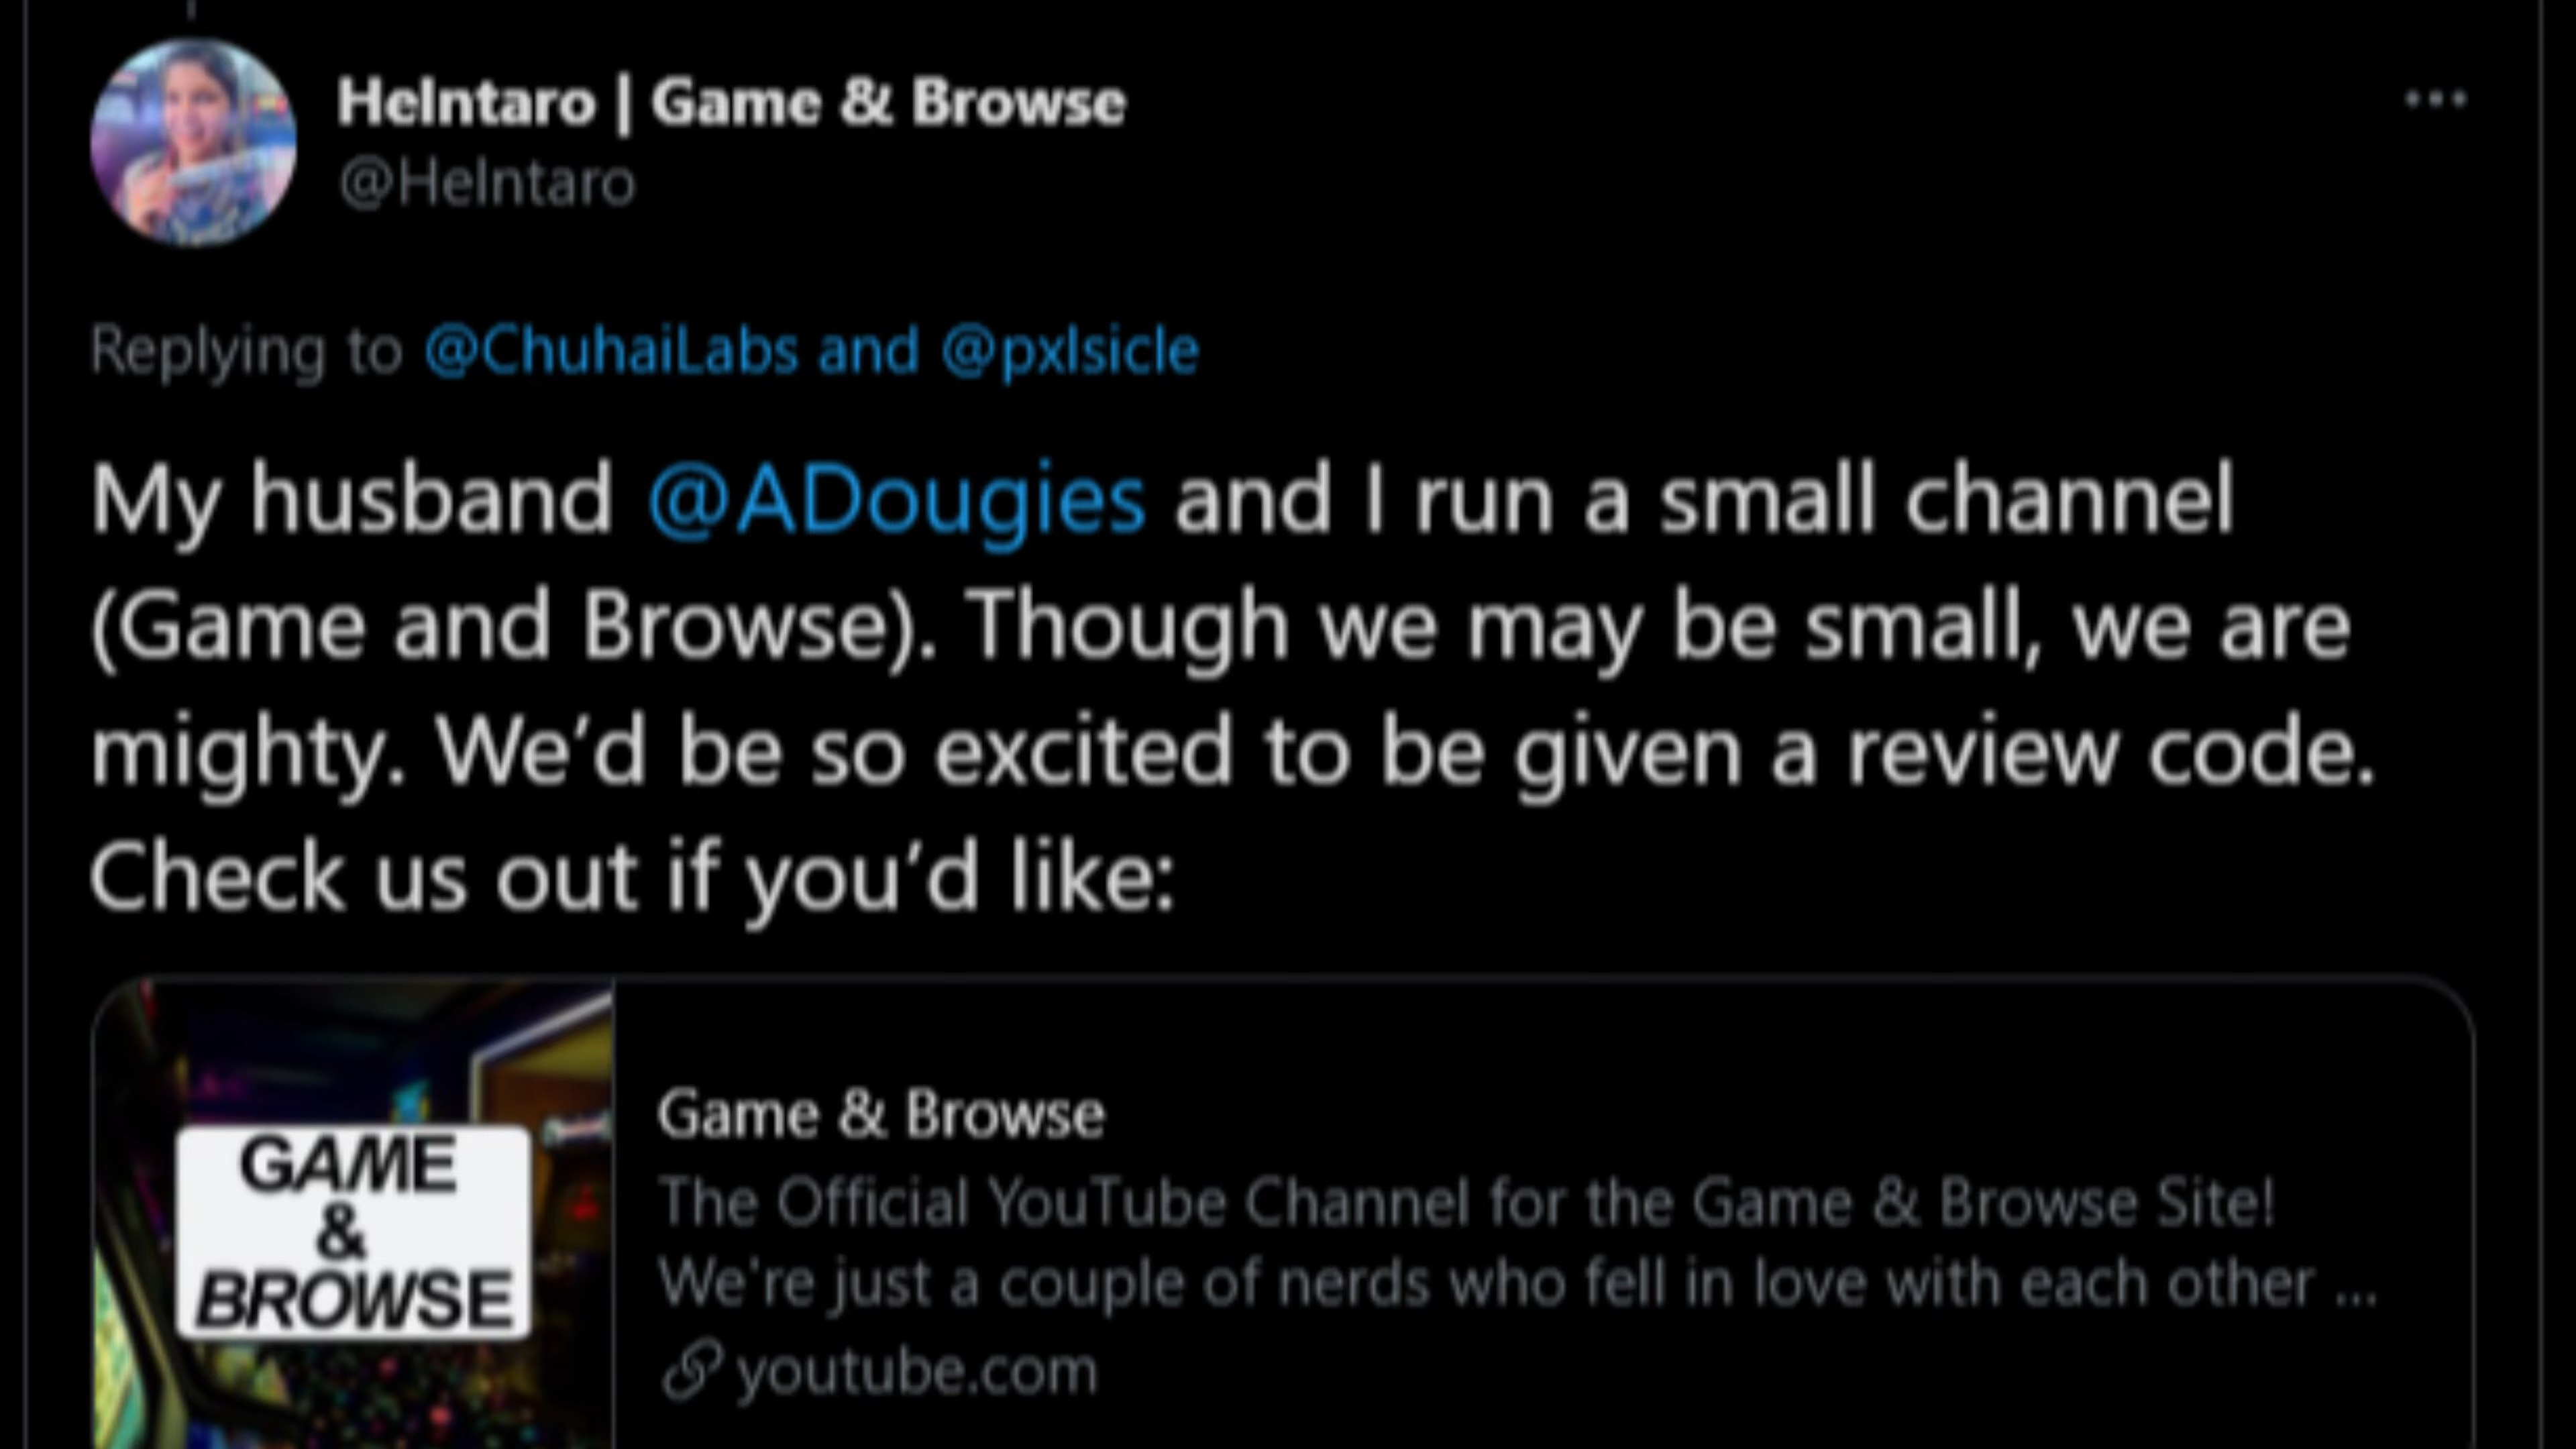 HeIntaro | Game & Browse
@HeIntaro
Replying to @ChuhaiLabs and @pxlsicle
My husband @ADougies and I run a small channel
(Game and Browse). Though we may be small, we are
mighty. We’d be so excited to be given a review code.
Check us out if you’d like:
GAME
&
BROWSE
Game & Browse
The Official YouTube Channel for the Game & Browse Site!
We're just a couple of nerds who fell in love with each other ...
youtube.com